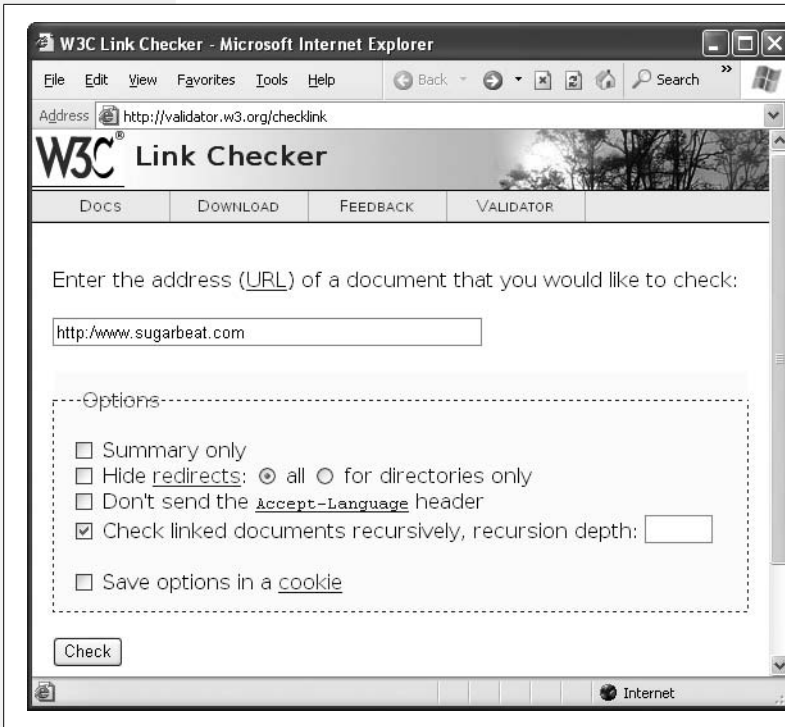 W3C Link Checker - Microsoft Internet Explorer
File Edit View Favorites Tools Help Back Search »
Address http://validator.w3.org/checklink
W3C® Link Checker
DOCS DOWNLOAD FEEDBACK VALIDATOR
Enter the address (URL) of a document that you would like to check:
http:/www.sugarbeat.com
Options
Summary only
Hide redirects: all for directories only
Don't send the Accept-Language header
Check linked documents recursively, recursion depth:
Save options in a cookie
Check
Internet